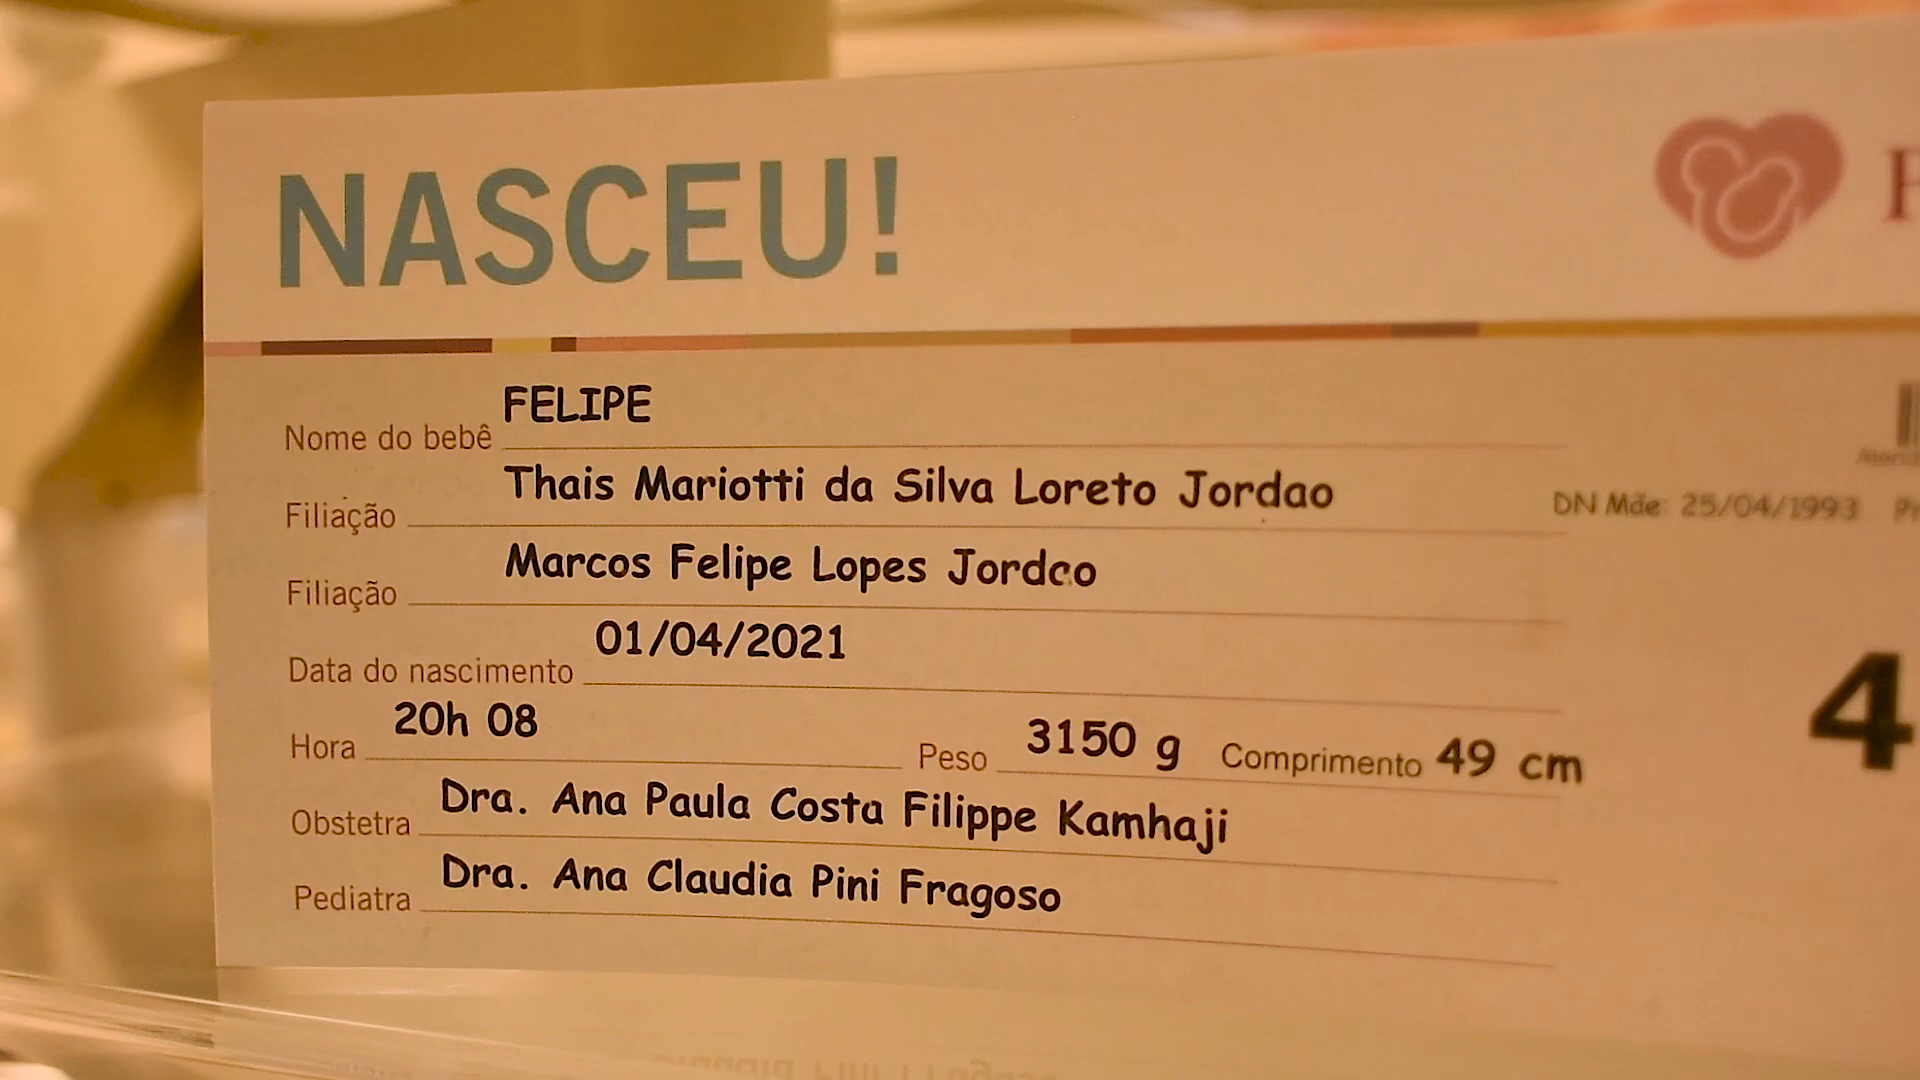 NASCEU!
Nome do bebê FELIPE
Filiação Thais Mariotti da Silva Loreto Jordao
DN Mãe: 25/04/1993
Filiação Marcos Felipe Lopes Jordco
Data do nascimento 01/04/2021
Hora 20h 08 Peso 3150 g Comprimento 49 cm
4
Obstetra Dra. Ana Paula Costa Filippe Kamhaji
Pediatra Dra. Ana Claudia Pini Fragoso